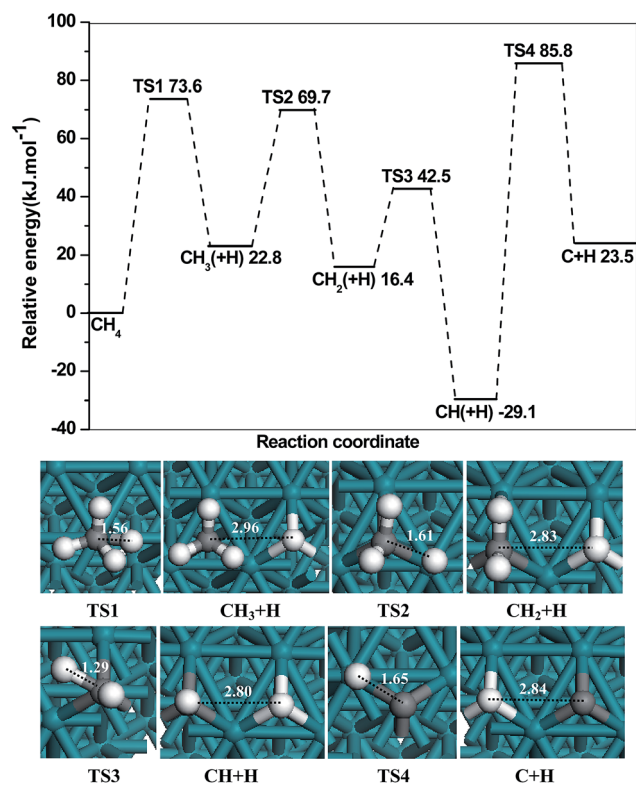 Relative energy(kJ.mol⁻¹)
100
80
60
40
20
0
-20
-40
TS1 73.6
TS2 69.7
TS3 42.5
TS4 85.8
CH₄
CH₃(+H) 22.8
CH₂(+H) 16.4
CH(+H) -29.1
C+H 23.5
Reaction coordinate
1.56
2.96
1.61
2.83
TS1
CH₃+H
TS2
CH₂+H
1.29
2.80
1.65
2.84
TS3
CH+H
TS4
C+H